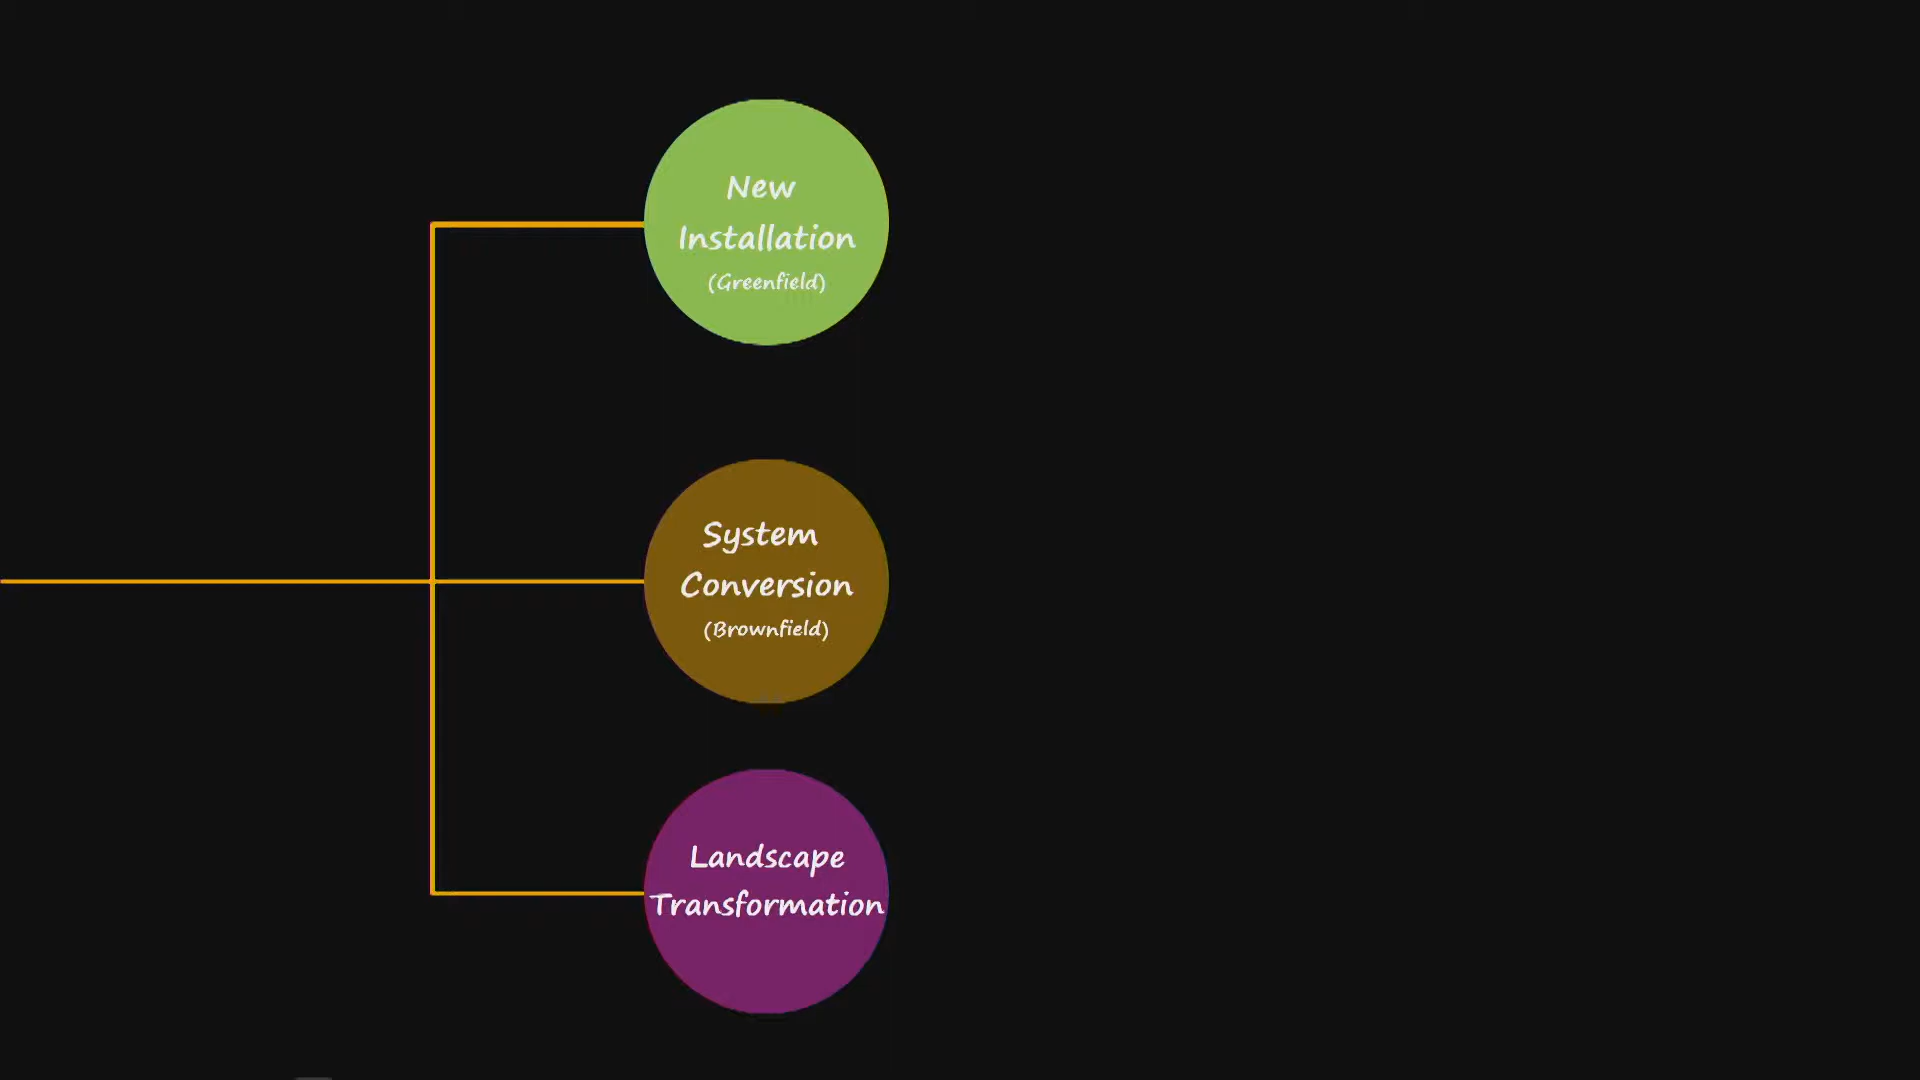 New
Installation
(Greenfield)
System
Conversion
(Brownfield)
Landscape
Transformation